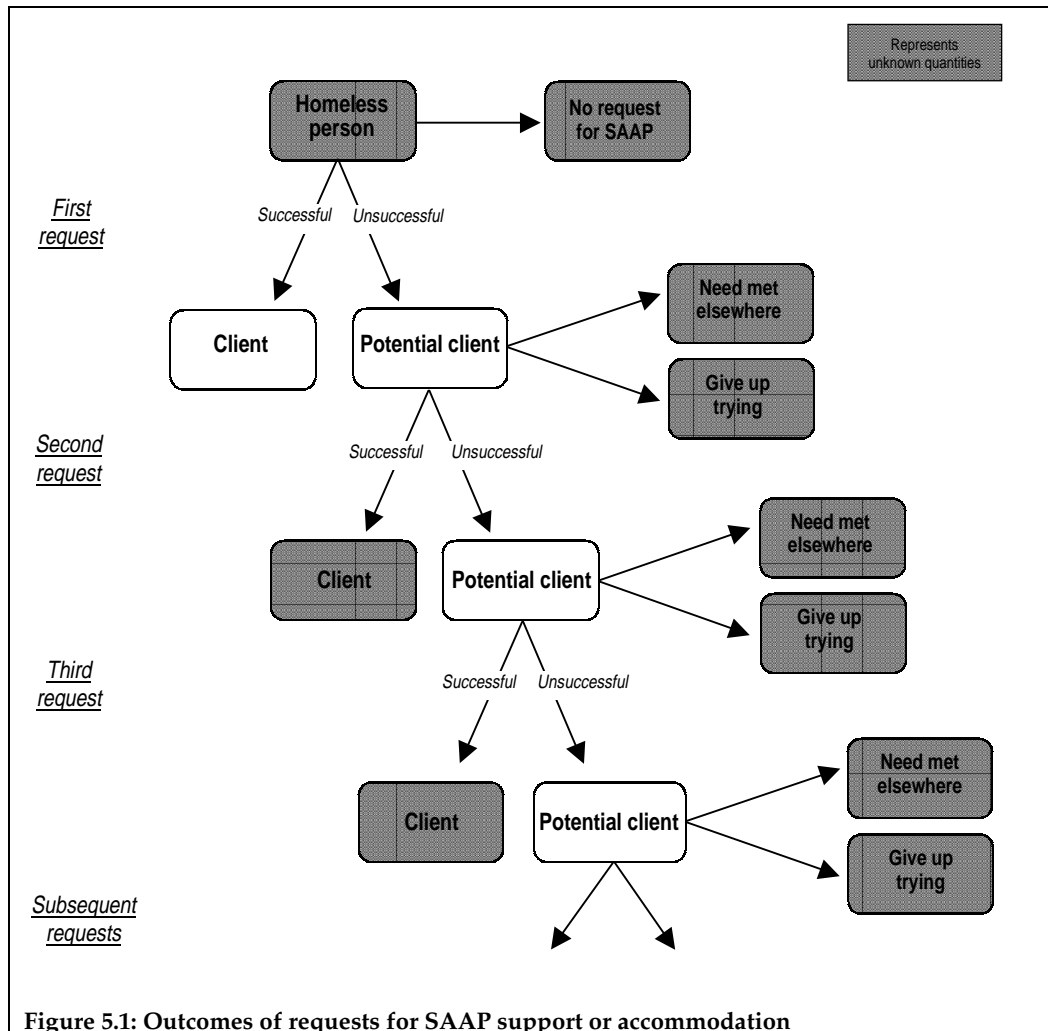 Represents
unknown quantities
Homeless
person
No request
for SAAP
First
request
Successful
Unsuccessful
Client
Potential client
Need met
elsewhere
Give up
trying
Second
request
Successful
Unsuccessful
Client
Potential client
Need met
elsewhere
Give up
trying
Third
request
Successful
Unsuccessful
Client
Potential client
Need met
elsewhere
Give up
trying
Subsequent
requests
Figure 5.1: Outcomes of requests for SAAP support or accommodation